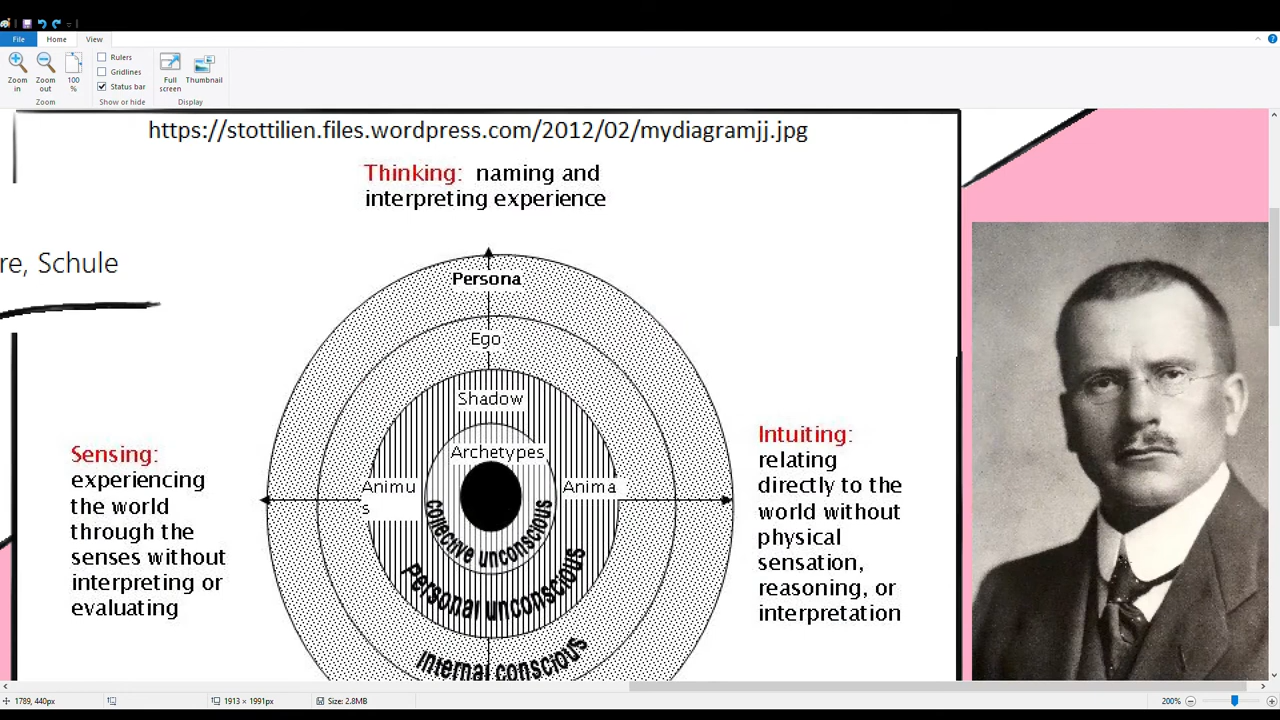 File
Home
View
Zoom in
Zoom out
100 %
Rulers
Gridlines
Status bar
Full screen
Thumbnail
Zoom
Show or hide
Display
https://stottilien.files.wordpress.com/2012/02/mydiagramjj.jpg
Thinking: naming and
interpreting experience
re, Schule
Persona
Ego
Shadow
Archetypes
Animu
s
Anima
collective unconscious
Personal unconscious
internal conscious
Sensing:
experiencing
the world
through the
senses without
interpreting or
evaluating
Intuiting:
relating
directly to the
world without
physical
sensation,
reasoning, or
interpretation
1789, 440px
1913 × 1991px
Size: 2.8MB
200%